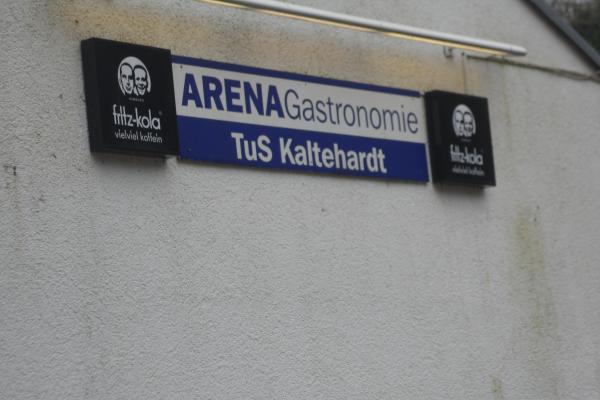 fritz-kola
vielviel koffein
ARENAGastronomie
TuS Kaltehardt
fritz-kola
vielviel koffein